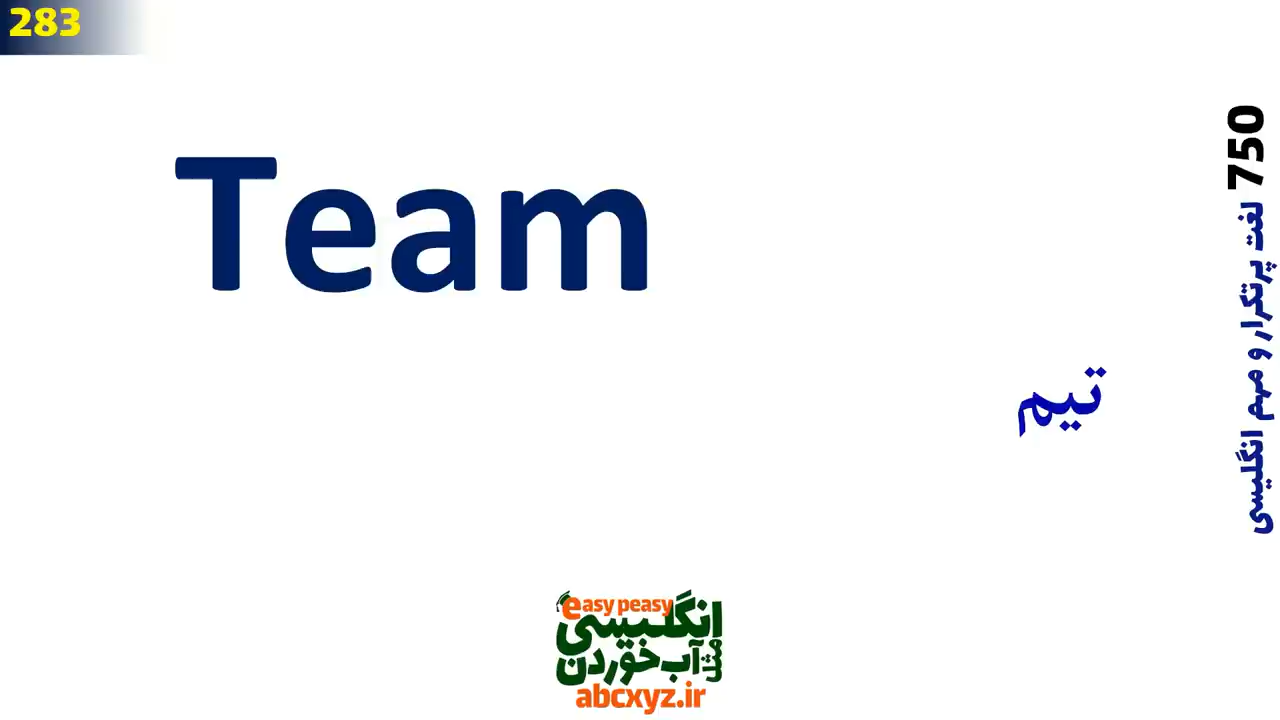 283
Team
تیم
750 لغت پرتکرار و مهم انگلیسی
easy peasy
انگلیسی
مثل آب خوردن
abcxyz.ir